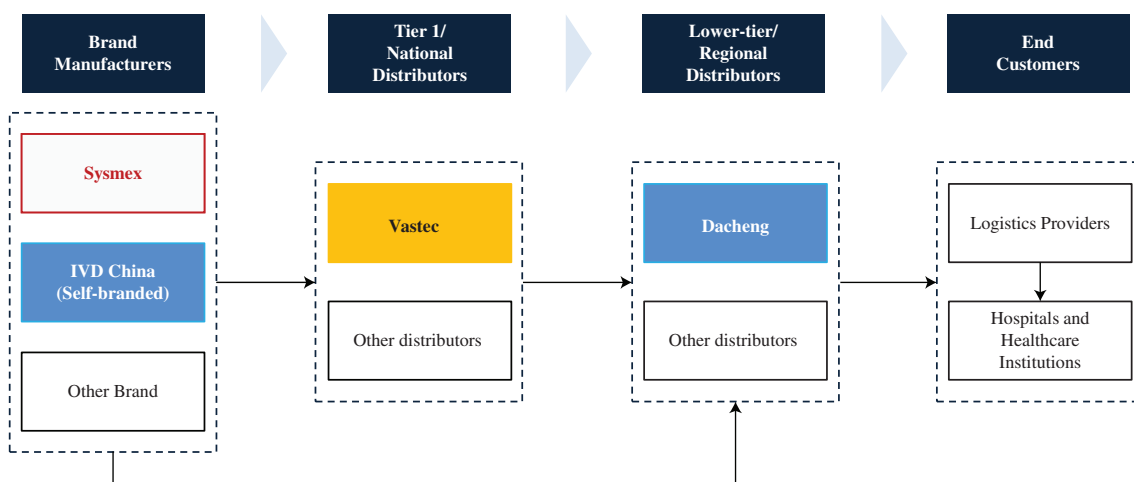 Brand
Manufacturers
Tier 1/
National
Distributors
Lower-tier/
Regional
Distributors
End
Customers
Sysmex
IVD China
(Self-branded)
Other Brand
Vastec
Other distributors
Dacheng
Other distributors
Logistics Providers
Hospitals and
Healthcare
Institutions